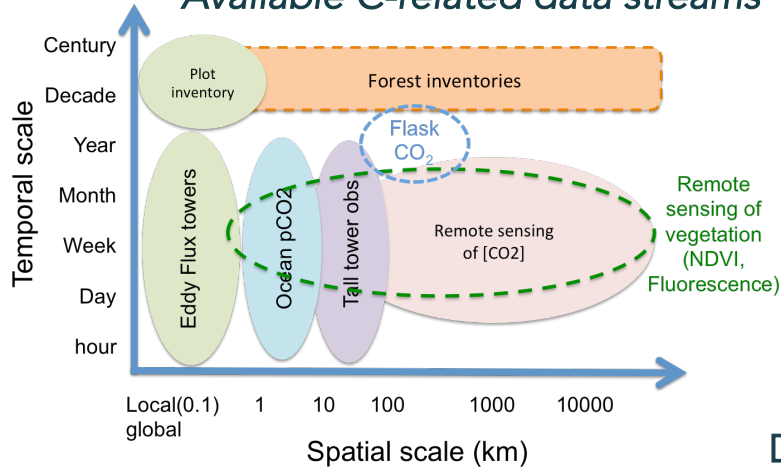 Available C-related data streams
Century
Decade
Year
Month
Week
Day
hour
Temporal scale
Plot
inventory
Forest inventories
Flask
CO2
Eddy Flux towers
Ocean pCO2
Tall tower obs
Remote sensing
of [CO2]
Remote
sensing of
vegetation
(NDVI,
Fluorescence)
Local(0.1) 1 10 100 1000 10000
global
Spatial scale (km)